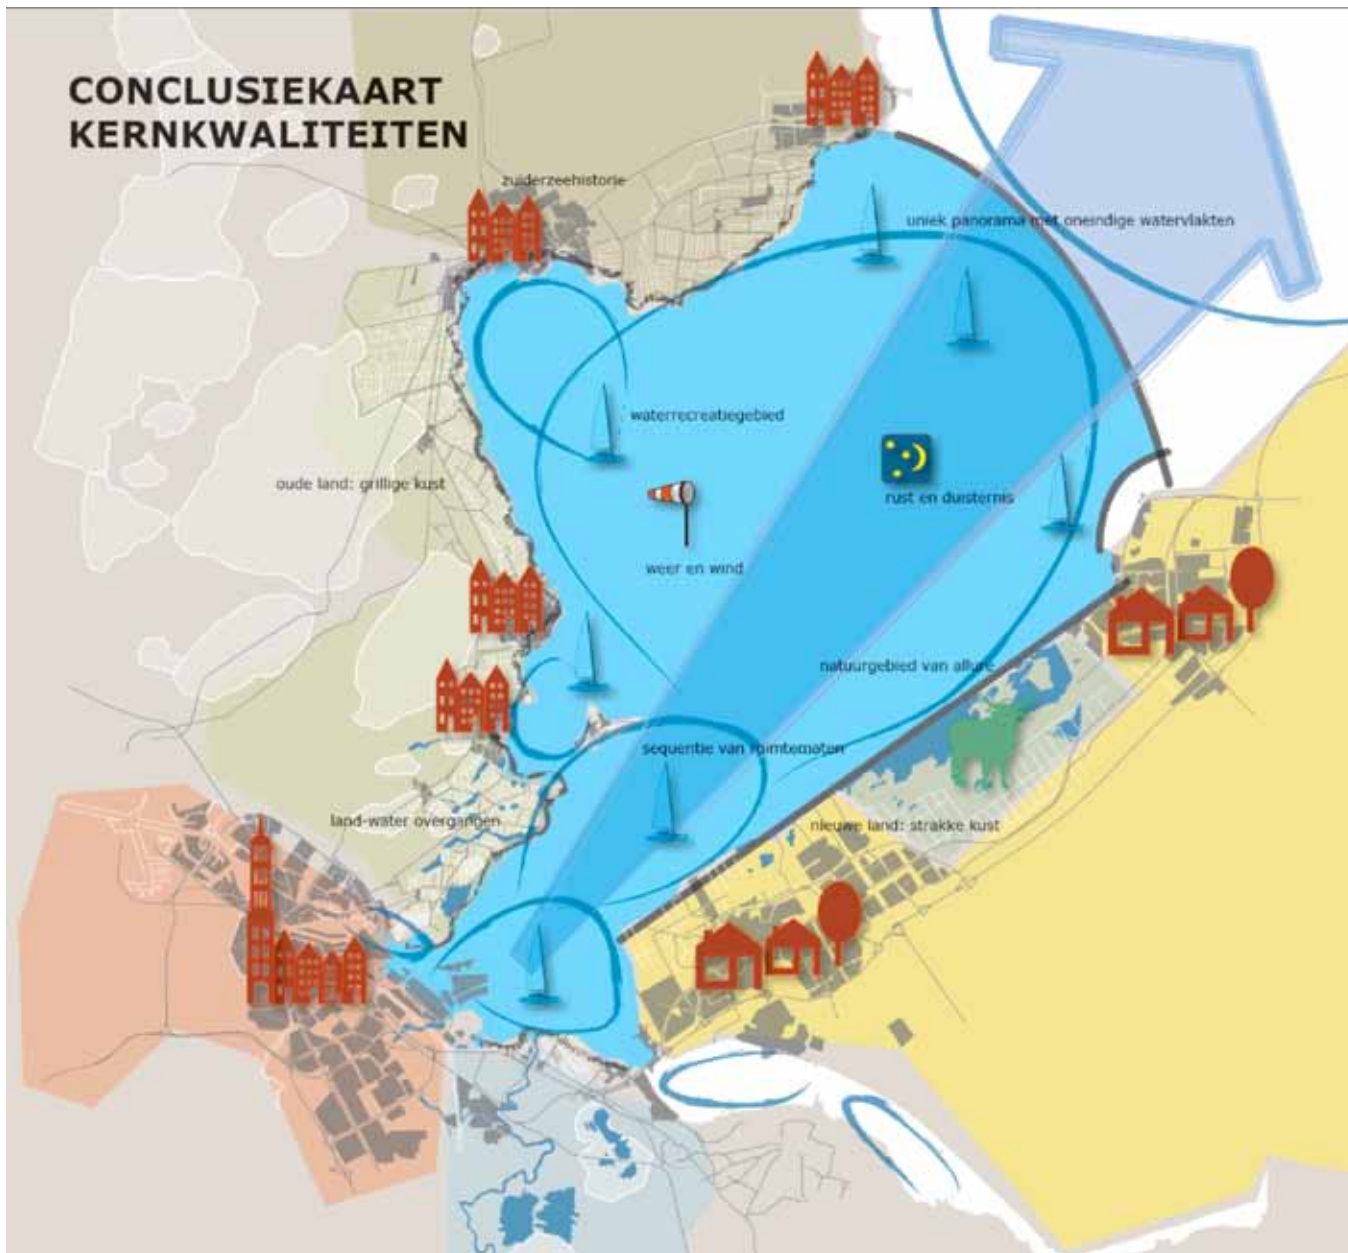 CONCLUSIEKAART
KERNKWALITEITEN
zuiderzeehistorie
uniek panorama met oneindige watervlakten
waterrecreatiegebied
oude land: grillige kust
rust en duisternis
weer en wind
natuurgebied van allure
sequentie van ruimtematen
land-water overgangen
nieuwe land: strakke kust